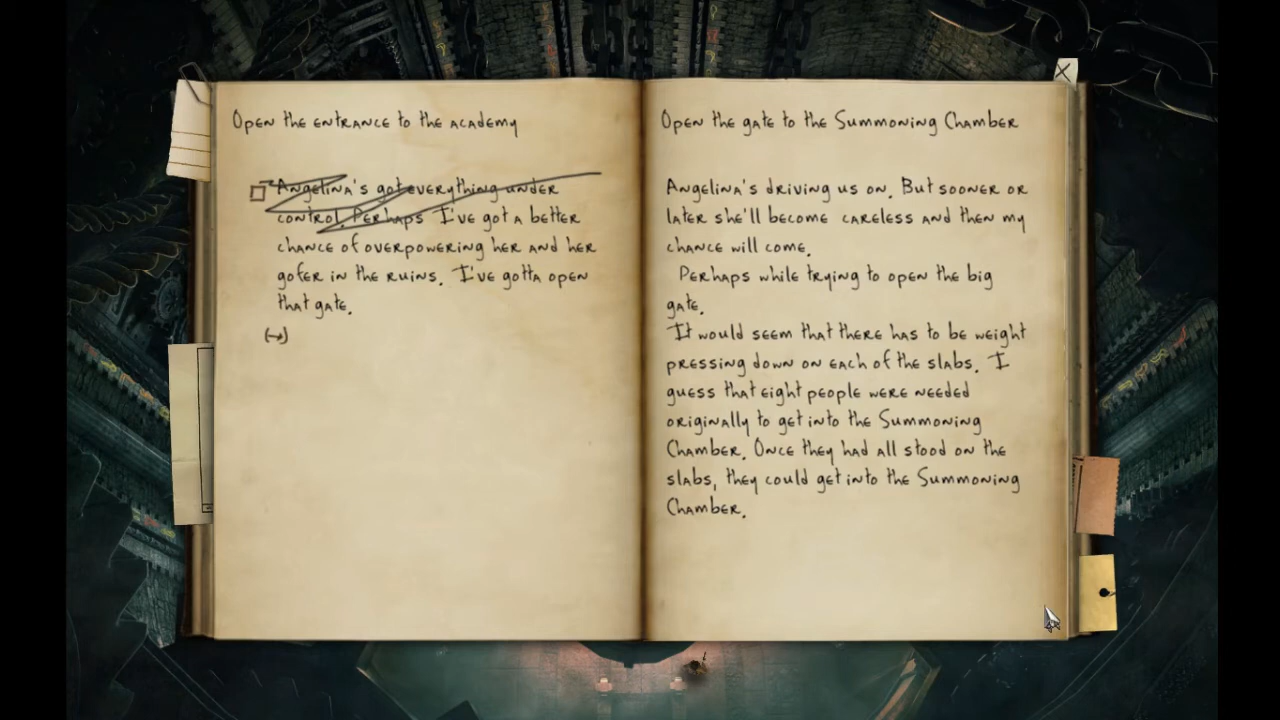 Open the entrance to the academy
Angelina's got everything under
control. Perhaps I've got a better
chance of overpowering her and her
gofer in the ruins. I've gotta open
that gate.
(→)
Open the gate to the Summoning Chamber
Angelina's driving us on. But sooner or
later she'll become careless and then my
chance will come.
Perhaps while trying to open the big
gate.
It would seem that there has to be weight
pressing down on each of the slabs. I
guess that eight people were needed
originally to get into the Summoning
Chamber. Once they had all stood on the
slabs, they could get into the Summoning
Chamber.